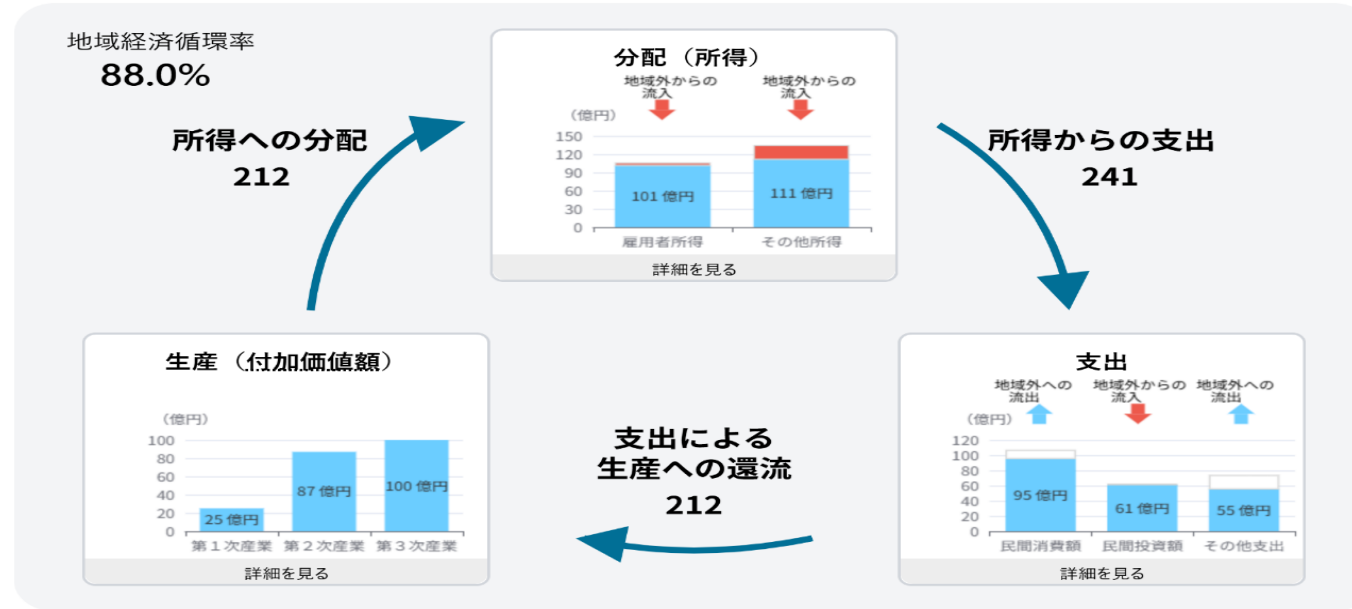 地域経済循環率
88.0%
分配（所得）
地域外からの
流入
地域外からの
流入
（億円）
150
120
90
60
30
0
101 億円
111 億円
雇用者所得
その他所得
詳細を見る
所得への分配
212
所得からの支出
241
生産（付加価値額）
（億円）
100
80
60
40
20
0
25 億円
87 億円
100 億円
第１次産業
第２次産業
第３次産業
詳細を見る
支出による
生産への還流
212
支出
地域外への
流出
地域外からの
流入
地域外への
流出
（億円）
120
100
80
60
40
20
0
95 億円
61 億円
55 億円
民間消費額
民間投資額
その他支出
詳細を見る